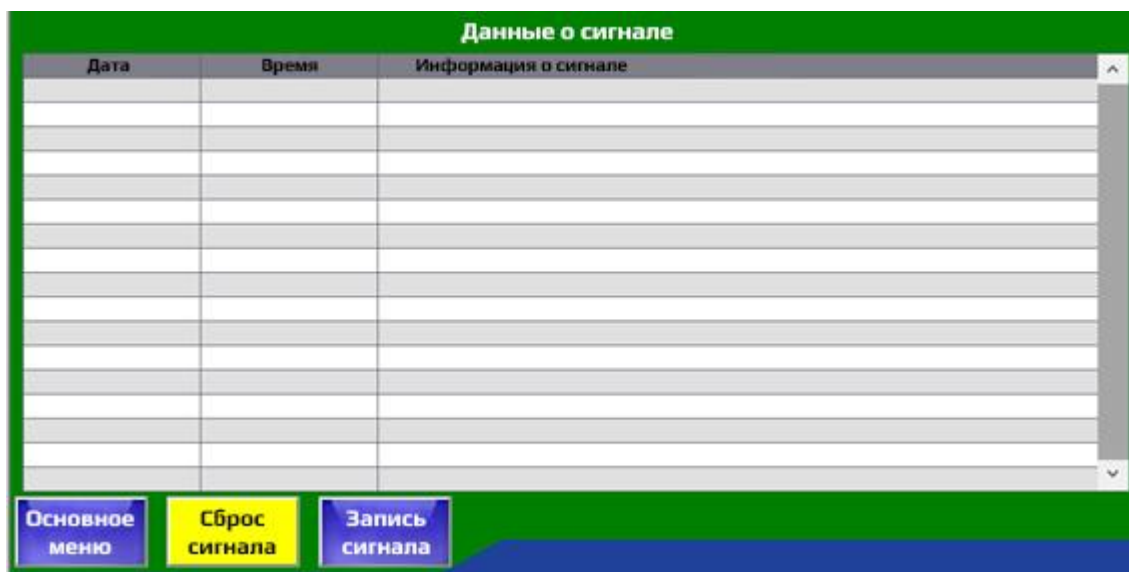 Данные о сигнале
Дата Время Информация о сигнале
Основное меню
Сброс сигнала
Запись сигнала